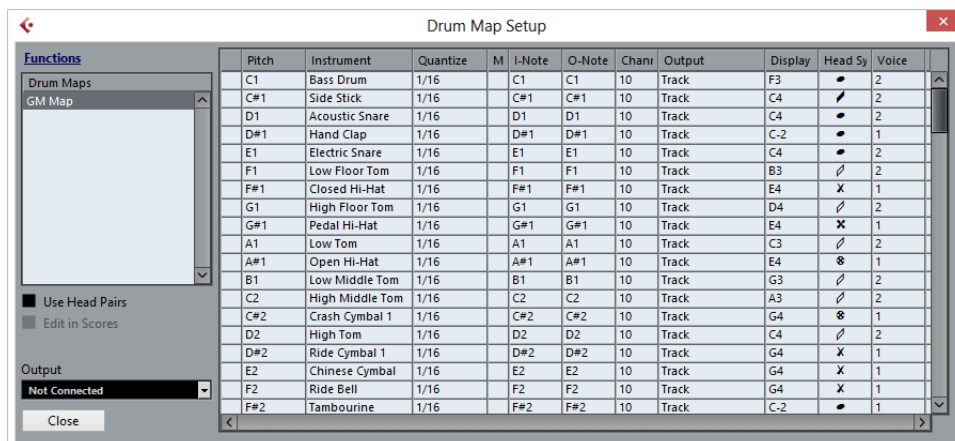 Drum Map Setup
Functions
Drum Maps
GM Map
Use Head Pairs
Edit in Scores
Output
Not Connected
Close
Pitch Instrument Quantize M I-Note O-Note Chanr Output Display Head Sy Voice
C1 Bass Drum 1/16 C1 C1 10 Track F3 2
C#1 Side Stick 1/16 C#1 C#1 10 Track C4 2
D1 Acoustic Snare 1/16 D1 D1 10 Track C4 2
D#1 Hand Clap 1/16 D#1 D#1 10 Track C-2 1
E1 Electric Snare 1/16 E1 E1 10 Track C4 2
F1 Low Floor Tom 1/16 F1 F1 10 Track B3 2
F#1 Closed Hi-Hat 1/16 F#1 F#1 10 Track E4 1
G1 High Floor Tom 1/16 G1 G1 10 Track D4 2
G#1 Pedal Hi-Hat 1/16 G#1 G#1 10 Track E4 1
A1 Low Tom 1/16 A1 A1 10 Track C3 2
A#1 Open Hi-Hat 1/16 A#1 A#1 10 Track E4 1
B1 Low Middle Tom 1/16 B1 B1 10 Track G3 2
C2 High Middle Tom 1/16 C2 C2 10 Track A3 2
C#2 Crash Cymbal 1 1/16 C#2 C#2 10 Track G4 1
D2 High Tom 1/16 D2 D2 10 Track C4 2
D#2 Ride Cymbal 1 1/16 D#2 D#2 10 Track G4 1
E2 Chinese Cymbal 1/16 E2 E2 10 Track G4 1
F2 Ride Bell 1/16 F2 F2 10 Track G4 1
F#2 Tambourine 1/16 F#2 F#2 10 Track C-2 1